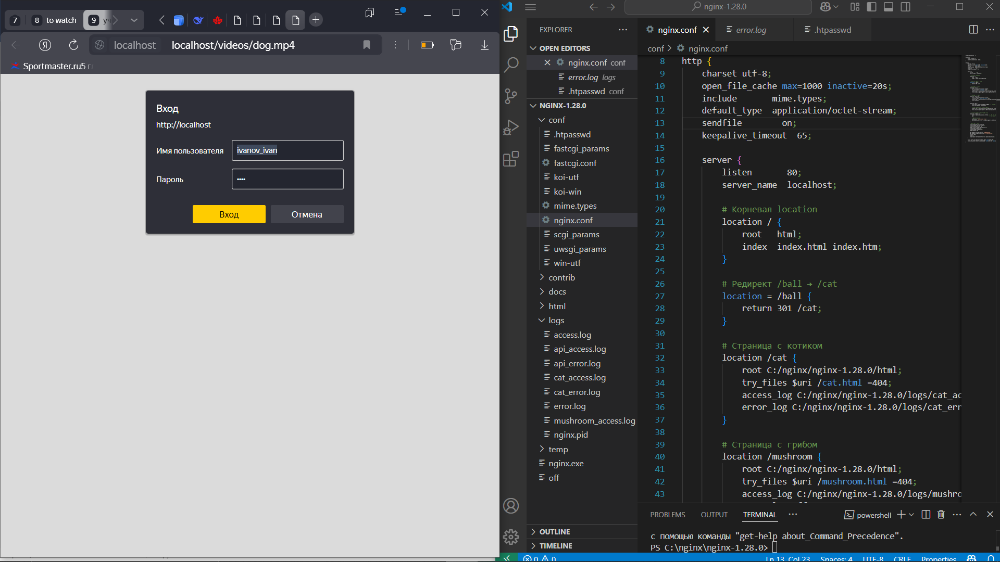 7
8 to watch
9 уч
localhost localhost/videos/dog.mp4
Sportmaster.ru5
Вход
http://localhost
Имя пользователя ivanov_ivan
Пароль ••••
Вход Отмена
nginx-1.28.0
EXPLORER ···
OPEN EDITORS
nginx.conf conf
error.log logs
.htpasswd conf
NGINX-1.28.0
conf
.htpasswd
fastcgi_params
fastcgi.conf
koi-utf
koi-win
mime.types
nginx.conf
scgi_params
uwsgi_params
win-utf
contrib
docs
html
logs
access.log
api_access.log
api_error.log
cat_access.log
cat_error.log
error.log
mushroom_access.log
nginx.pid
temp
nginx.exe
off
OUTLINE
TIMELINE
nginx.conf error.log .htpasswd
conf > nginx.conf
8 http {
9 charset utf-8;
10 open_file_cache max=1000 inactive=20s;
11 include mime.types;
12 default_type application/octet-stream;
13 sendfile on;
14 keepalive_timeout 65;
15
16 server {
17 listen 80;
18 server_name localhost;
19
20 # Корневая location
21 location / {
22 root html;
23 index index.html index.htm;
24 }
25
26 # Редирект /ball → /cat
27 location = /ball {
28 return 301 /cat;
29 }
30
31 # Страница с котиком
32 location /cat {
33 root C:/nginx/nginx-1.28.0/html;
34 try_files $uri /cat.html =404;
35 access_log C:/nginx/nginx-1.28.0/logs/cat_ac
36 error_log C:/nginx/nginx-1.28.0/logs/cat_err
37 }
38
39 # Страница с грибом
40 location /mushroom {
41 root C:/nginx/nginx-1.28.0/html;
42 try_files $uri /mushroom.html =404;
43 access_log C:/nginx/nginx-1.28.0/logs/mushro
PROBLEMS OUTPUT TERMINAL ··· powershell
с помощью команды "get-help about_Command_Precedence".
PS C:\nginx\nginx-1.28.0>
0 0 Ln 13, Col 23 Spaces: 4 UTF-8 CRLF Properties